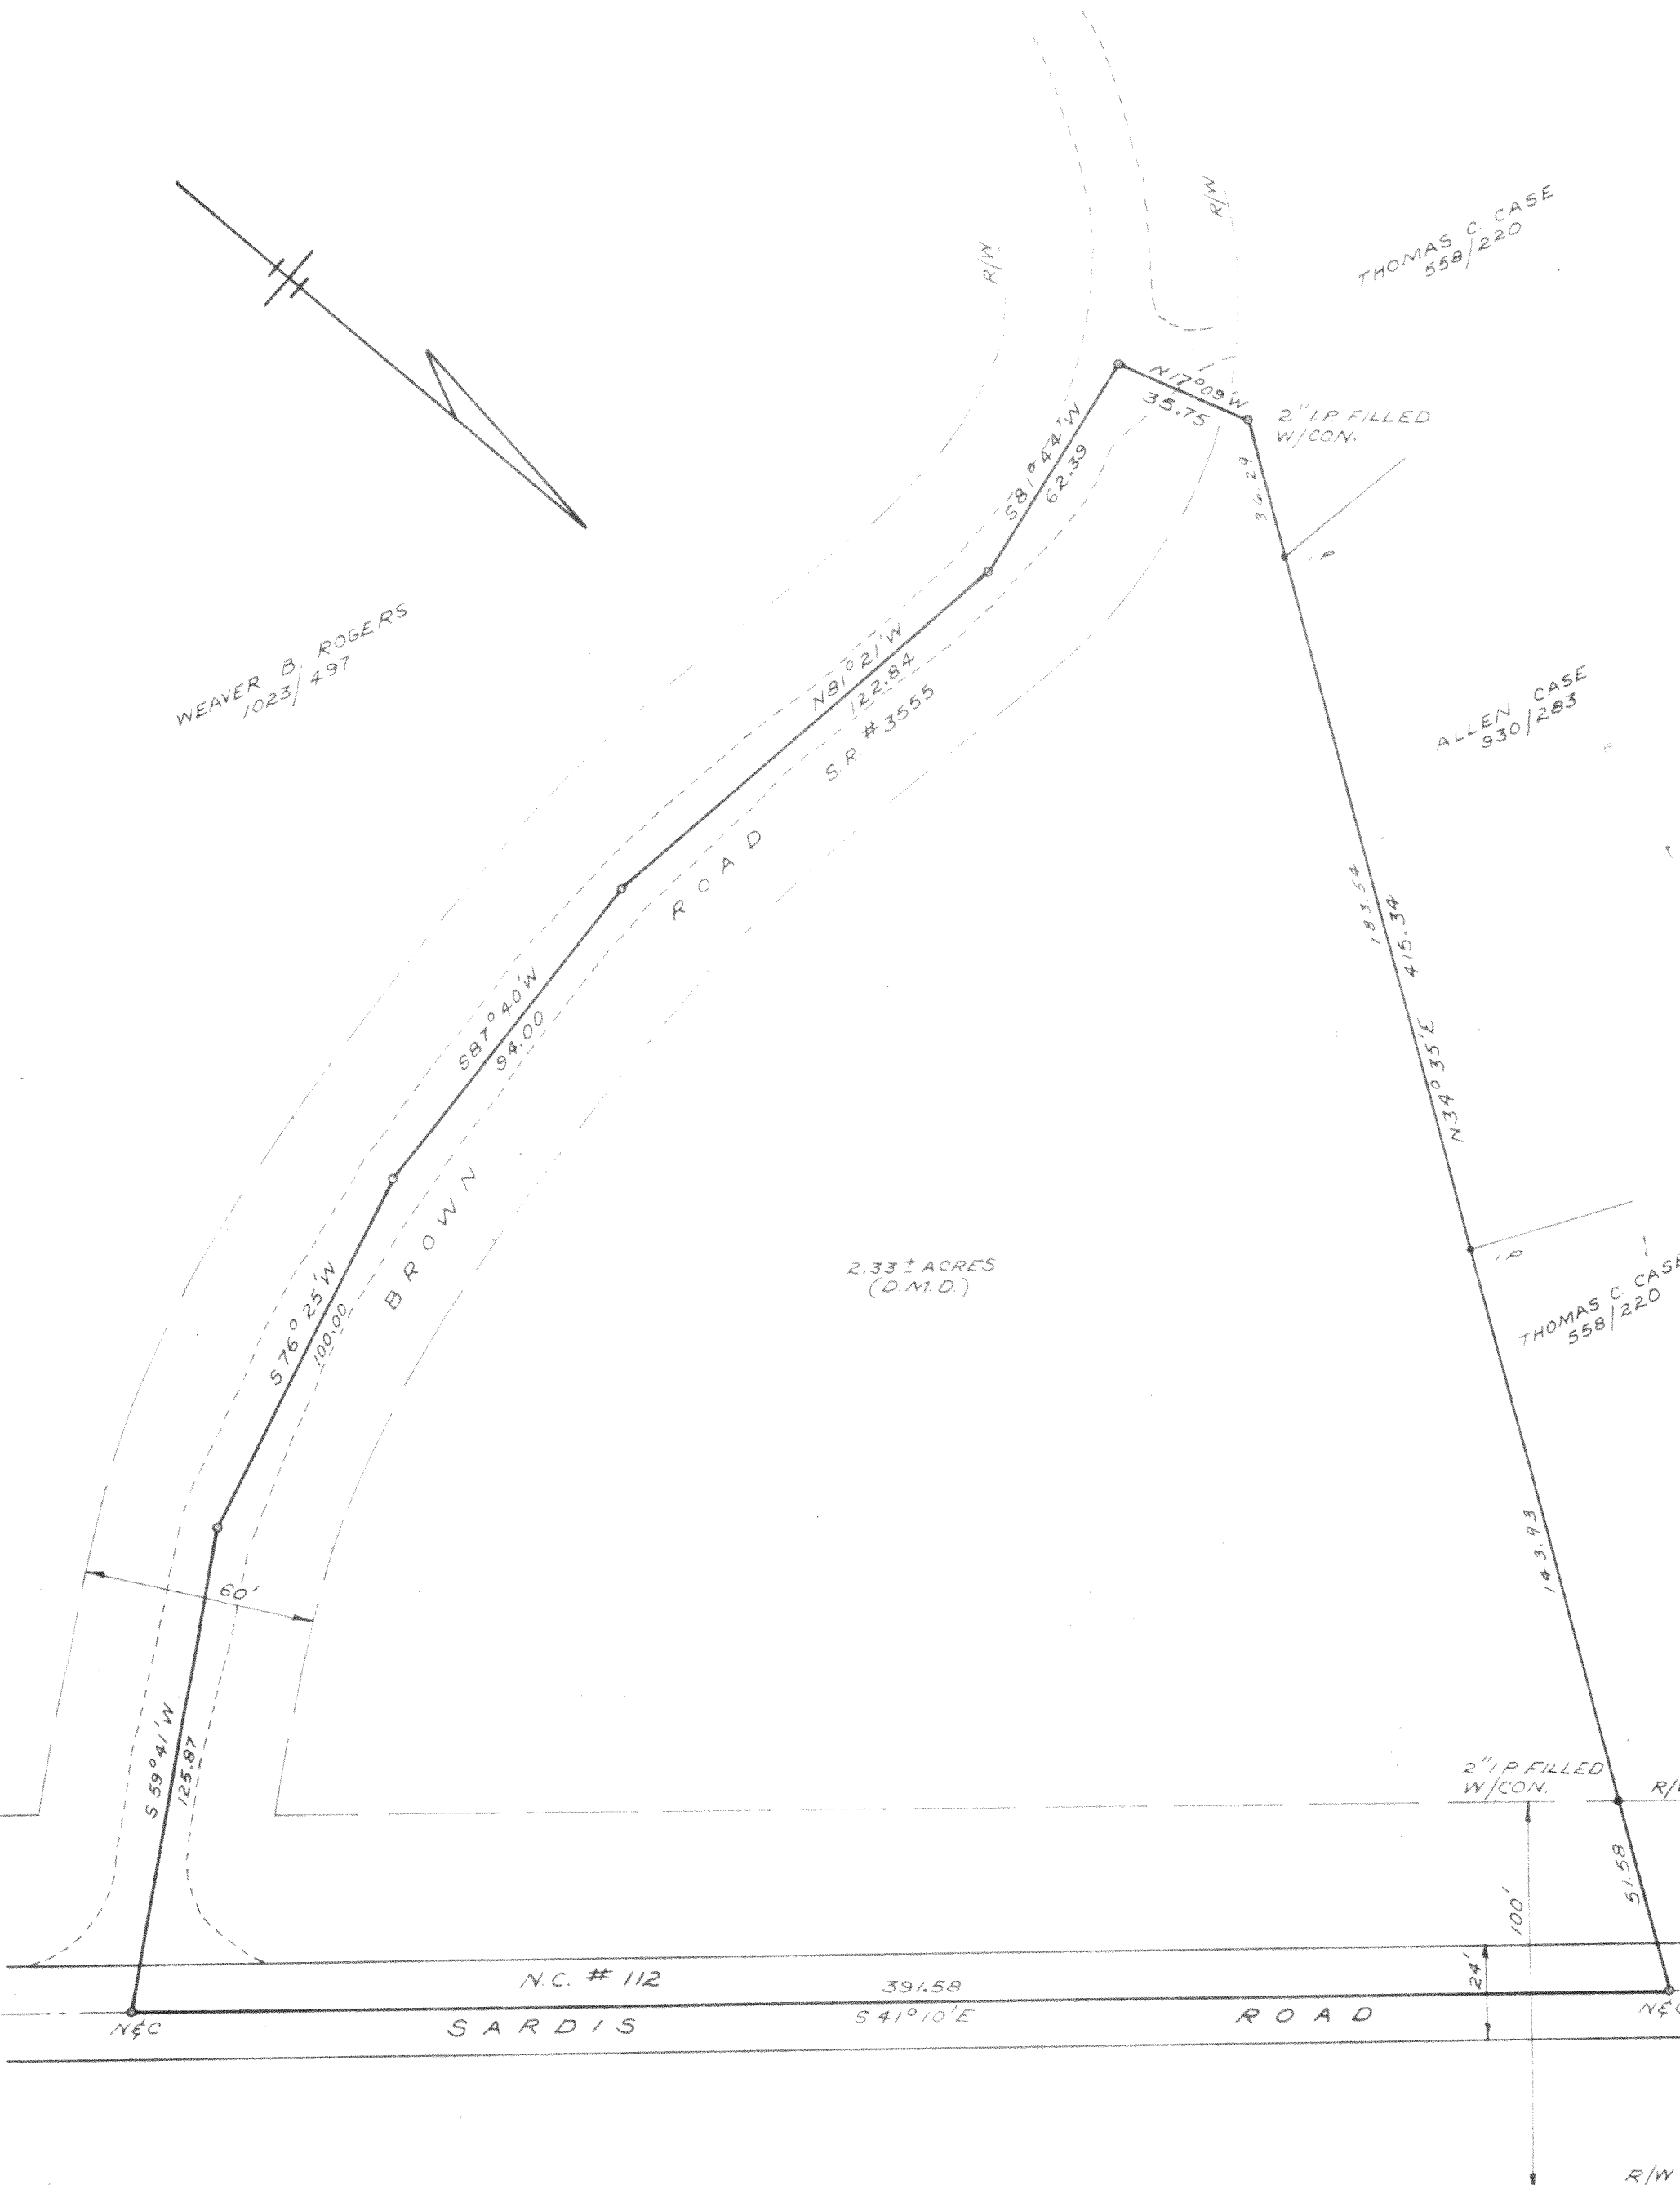 R/W
R/W
THOMAS C. CASE
558/220
N17°09'W
35.75
2" I.P. FILLED
W/CON.
S81°44'W
62.39
36.29
I.P
WEAVER B. ROGERS
1023/497
N81°21'W
122.84
S.R. #3555
ALLEN CASE
930/283
BROWN ROAD
183.54
415.34
N34°35'E
S87°40'W
94.00
S76°25'W
100.00
2.33± ACRES
(D.M.D.)
I.P
THOMAS C. CASE
558/220
143.93
60'
S59°41'W
125.87
2" I.P. FILLED
W/CON.
R/W
51.58
100'
24'
N.C. # 112
391.58
S41°10'E
SARDIS ROAD
N&C
N&C
R/W